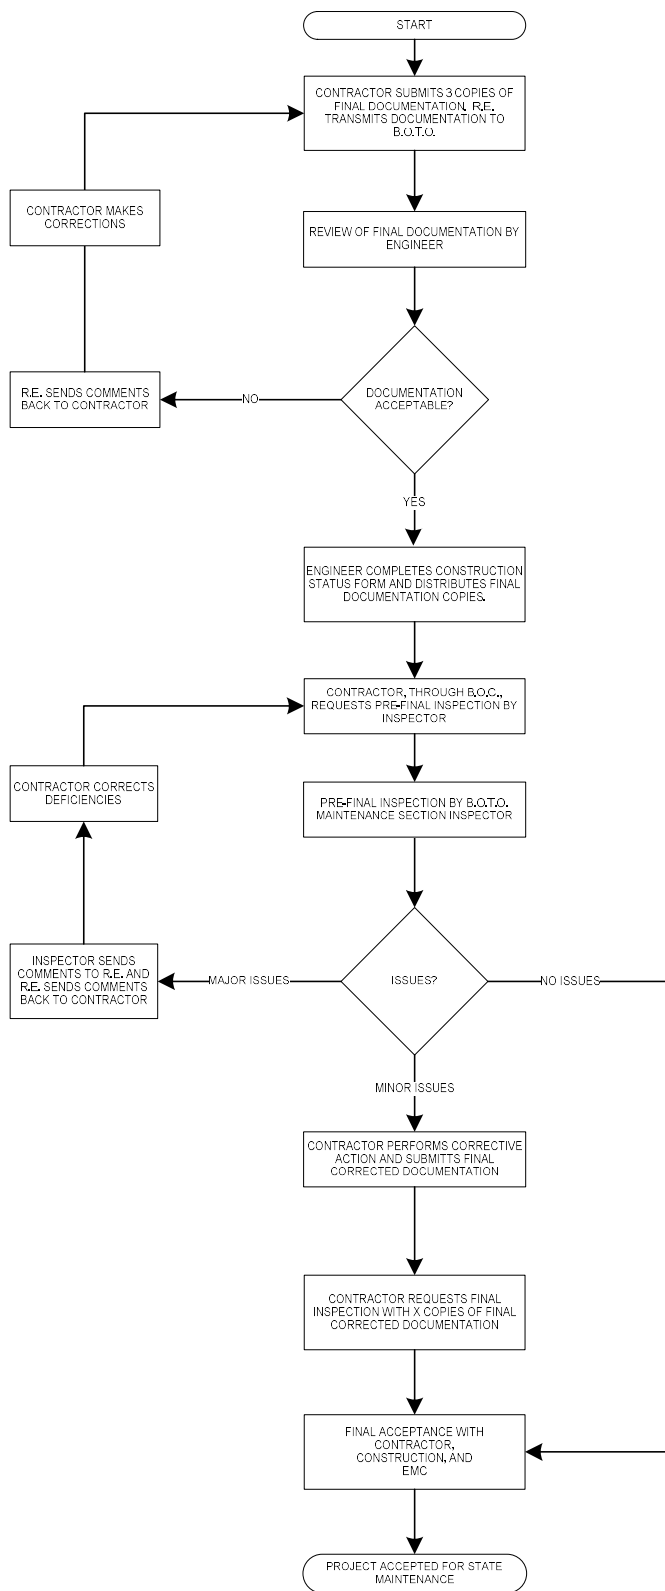 START
CONTRACTOR SUBMITS 3 COPIES OF
FINAL DOCUMENTATION. R.E.
TRANSMITS DOCUMENTATION TO
B.O.T.O.
CONTRACTOR MAKES
CORRECTIONS
REVIEW OF FINAL DOCUMENTATION BY
ENGINEER
R.E. SENDS COMMENTS
BACK TO CONTRACTOR
NO
DOCUMENTATION
ACCEPTABLE?
YES
ENGINEER COMPLETES CONSTRUCTION
STATUS FORM AND DISTRIBUTES FINAL
DOCUMENTATION COPIES.
CONTRACTOR, THROUGH B.O.C.,
REQUESTS PRE-FINAL INSPECTION BY
INSPECTOR
CONTRACTOR CORRECTS
DEFICIENCIES
PRE-FINAL INSPECTION BY B.O.T.O.
MAINTENANCE SECTION INSPECTOR
INSPECTOR SENDS
COMMENTS TO R.E. AND
R.E. SENDS COMMENTS
BACK TO CONTRACTOR
MAJOR ISSUES
ISSUES?
NO ISSUES
MINOR ISSUES
CONTRACTOR PERFORMS CORRECTIVE
ACTION AND SUBMITTS FINAL
CORRECTED DOCUMENTATION
CONTRACTOR REQUESTS FINAL
INSPECTION WITH X COPIES OF FINAL
CORRECTED DOCUMENTATION
FINAL ACCEPTANCE WITH
CONTRACTOR,
CONSTRUCTION, AND
EMC
PROJECT ACCEPTED FOR STATE
MAINTENANCE